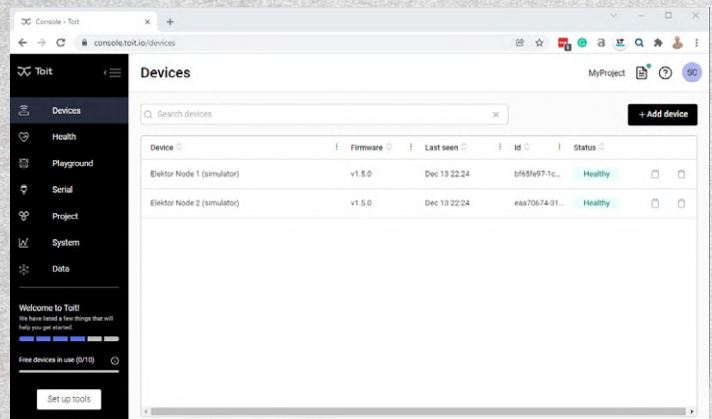 Console - Toit
console.toit.io/devices
Toit
Devices
MyProject
SC
Devices
Health
Playground
Serial
Project
System
Data
Welcome to Toit!
We have listed a few things that will
help you get started.
Free devices in use (0/10)
Set up tools
Search devices
+ Add device
Device Firmware Last seen Id Status
Elektor Node 1 (simulator) v1.5.0 Dec 13 22:24 bf65fe97-1c... Healthy
Elektor Node 2 (simulator) v1.5.0 Dec 13 22:24 eaa70674-31... Healthy